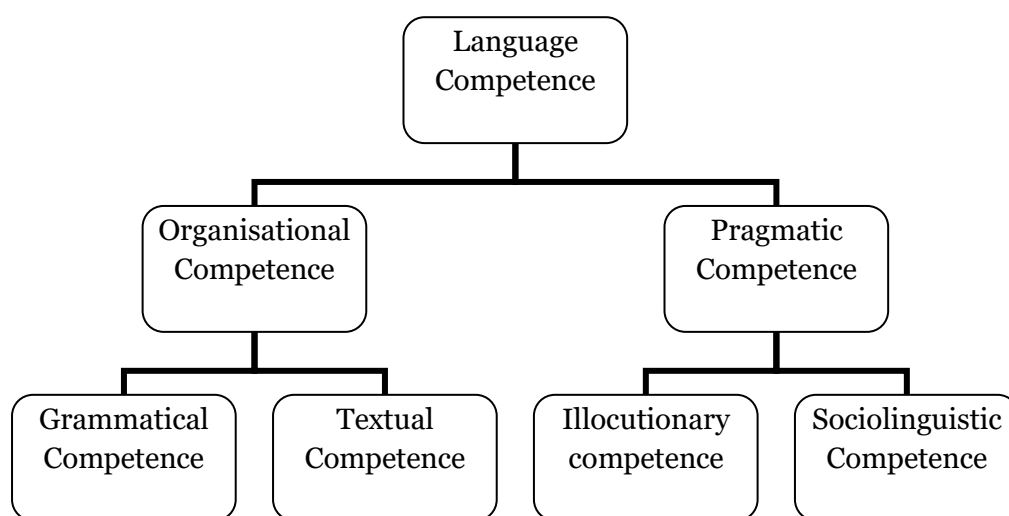 Language
Competence
Organisational
Competence
Pragmatic
Competence
Grammatical
Competence
Textual
Competence
Illocutionary
competence
Sociolinguistic
Competence